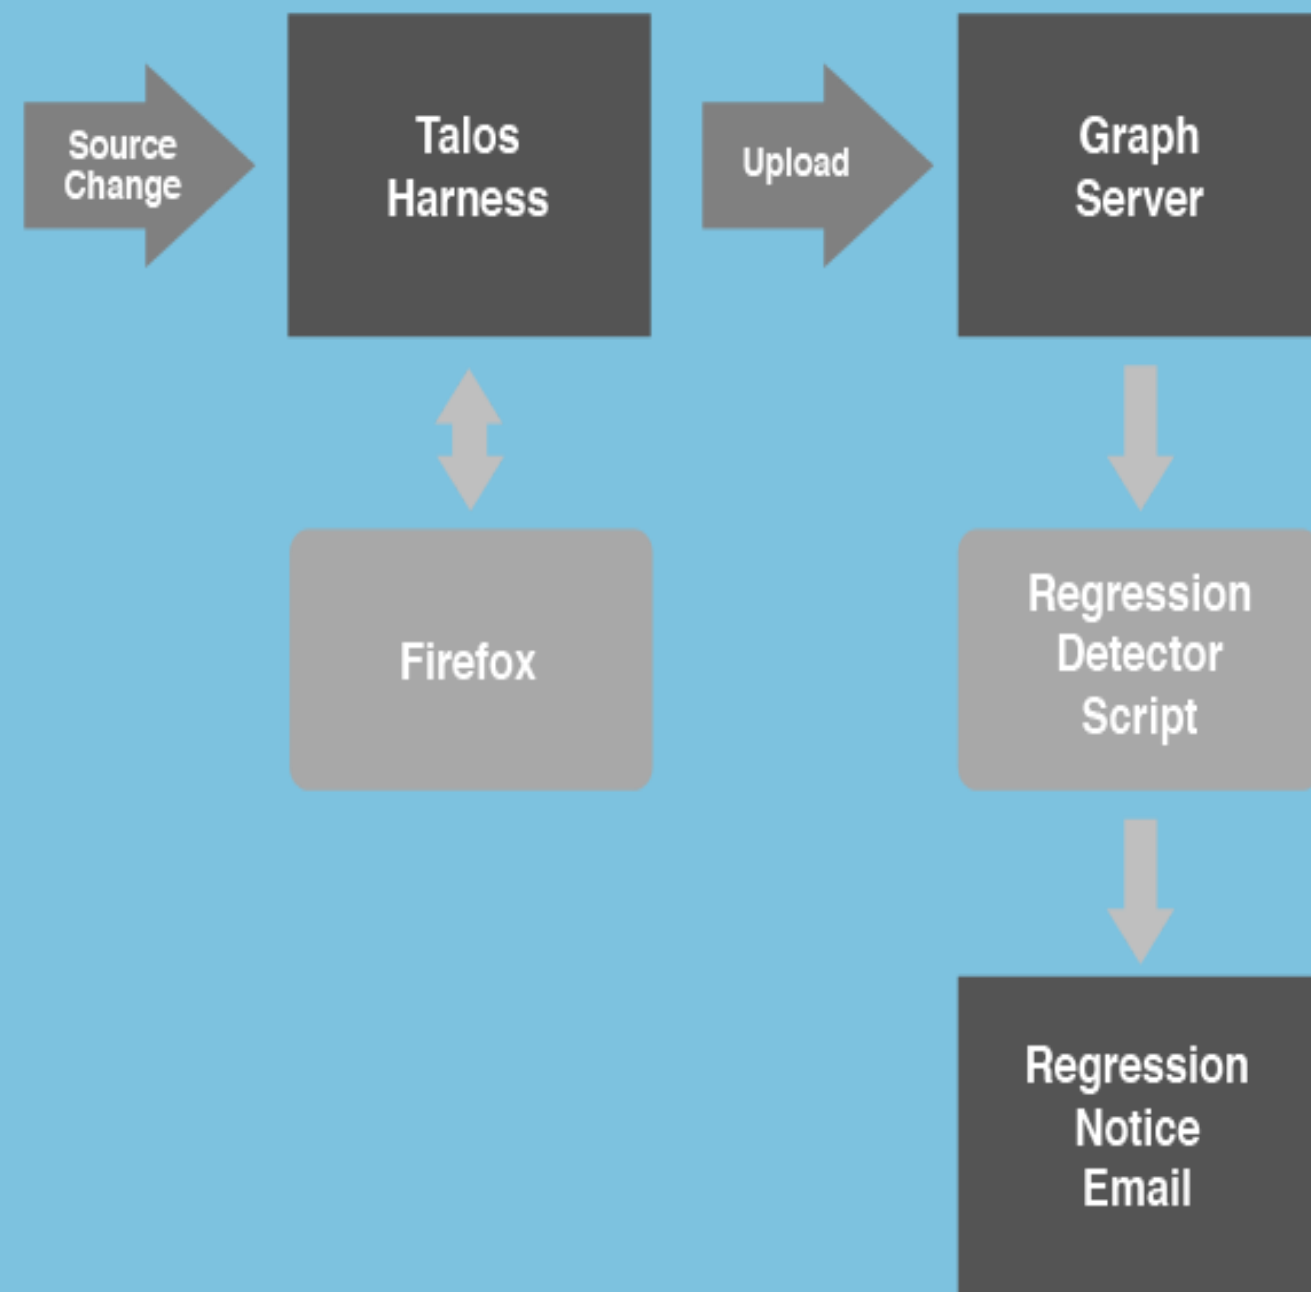 Source
Change
Talos
Harness
Upload
Graph
Server
Firefox
Regression
Detector
Script
Regression
Notice
Email